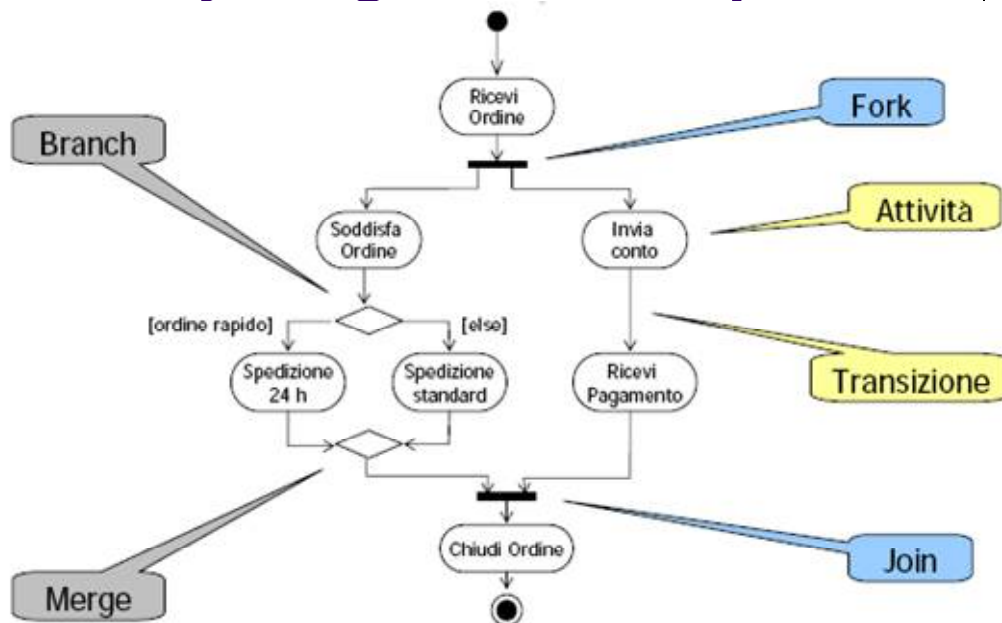 Ricevi
Ordine
Fork
Branch
Attività
Soddisfa
Ordine
Invia
conto
[ordine rapido]
[else]
Spedizione
24 h
Spedizione
standard
Ricevi
Pagamento
Transizione
Chiudi Ordine
Join
Merge